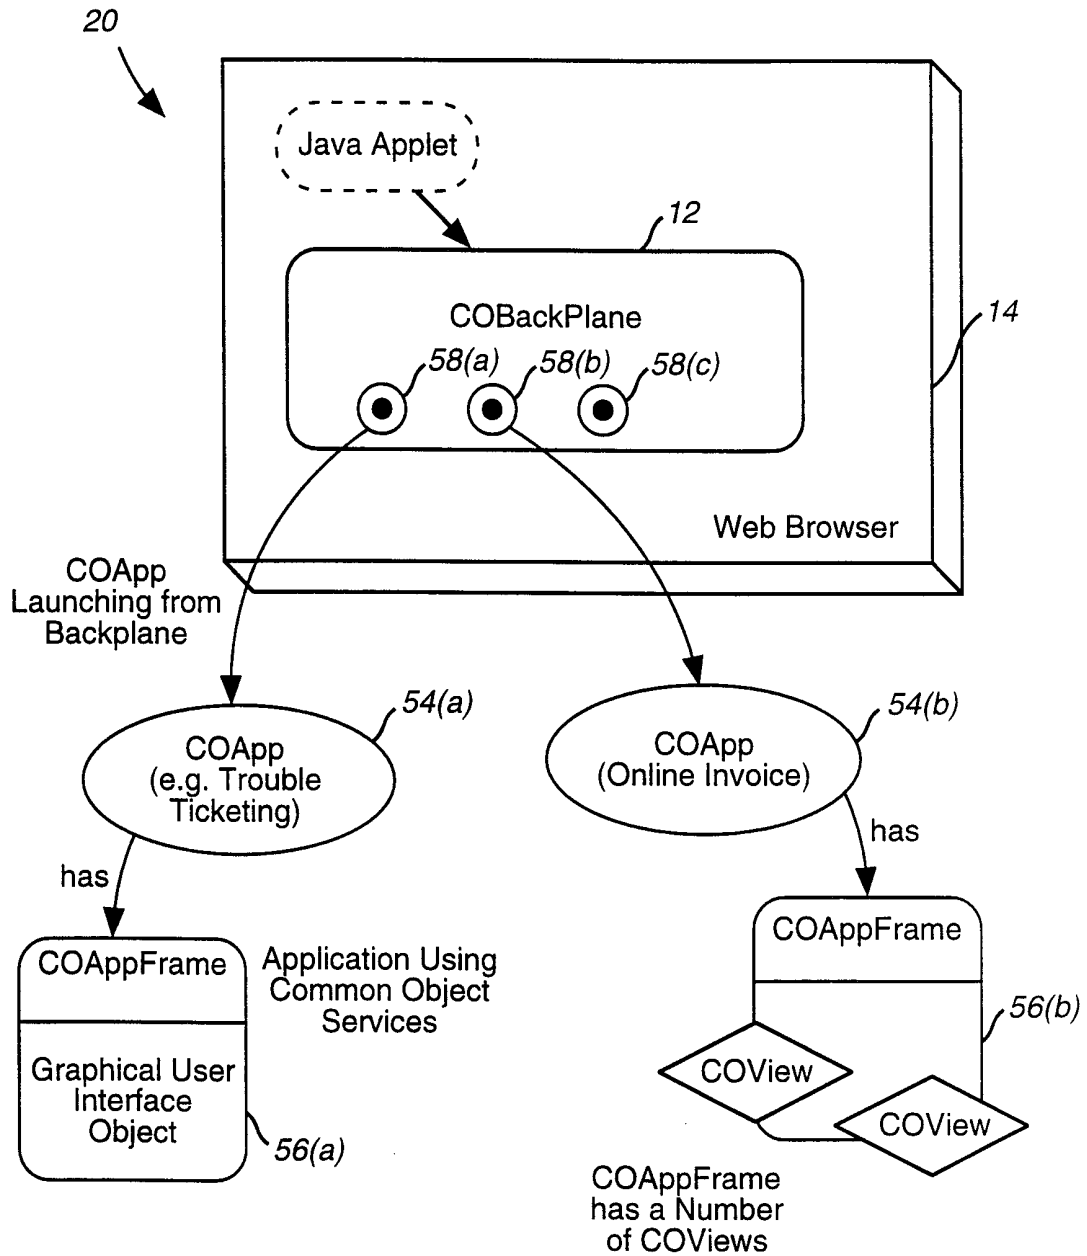 20
Java Applet
12
COBackPlane
14
58(a)
58(b)
58(c)
Web Browser
COApp
Launching from
Backplane
54(a)
54(b)
COApp
(e.g. Trouble
Ticketing)
COApp
(Online Invoice)
has
has
COAppFrame
Graphical User
Interface
Object
56(a)
Application Using
Common Object
Services
COAppFrame
56(b)
COView
COView
COAppFrame
has a Number
of COViews